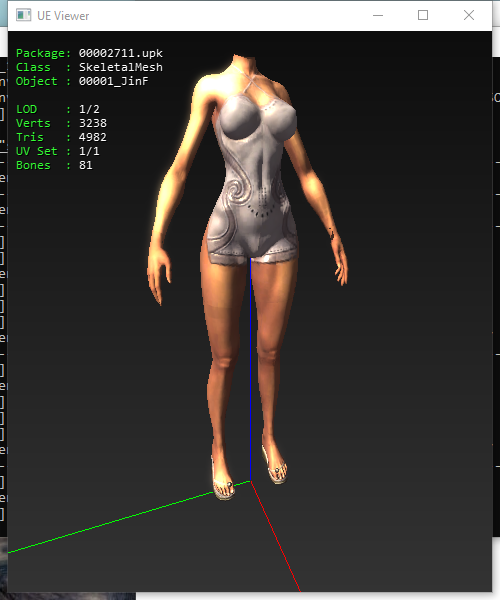 UE Viewer
Package: 00002711.upk
Class : SkeletalMesh
Object : 00001_JinF
LOD : 1/2
Verts : 3238
Tris : 4982
UV Set : 1/1
Bones : 81